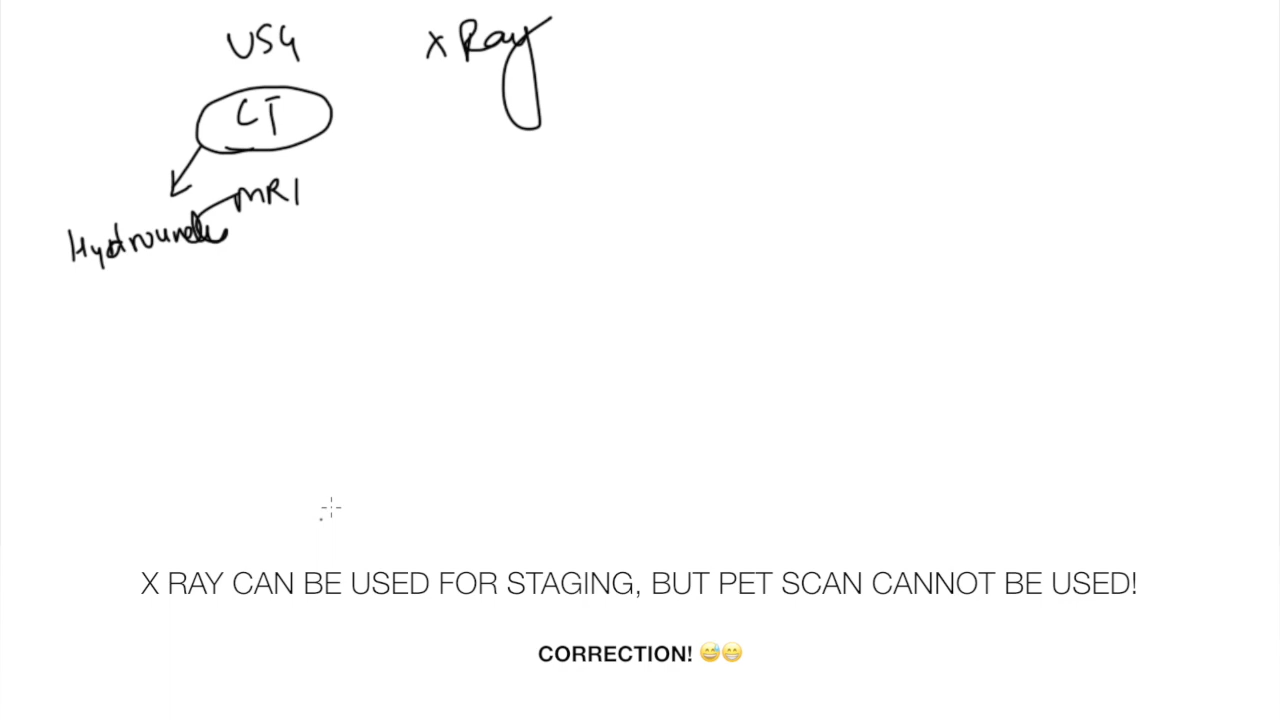 USG X Ray
CT
MRI
X RAY CAN BE USED FOR STAGING, BUT PET SCAN CANNOT BE USED!
CORRECTION! 😅😁